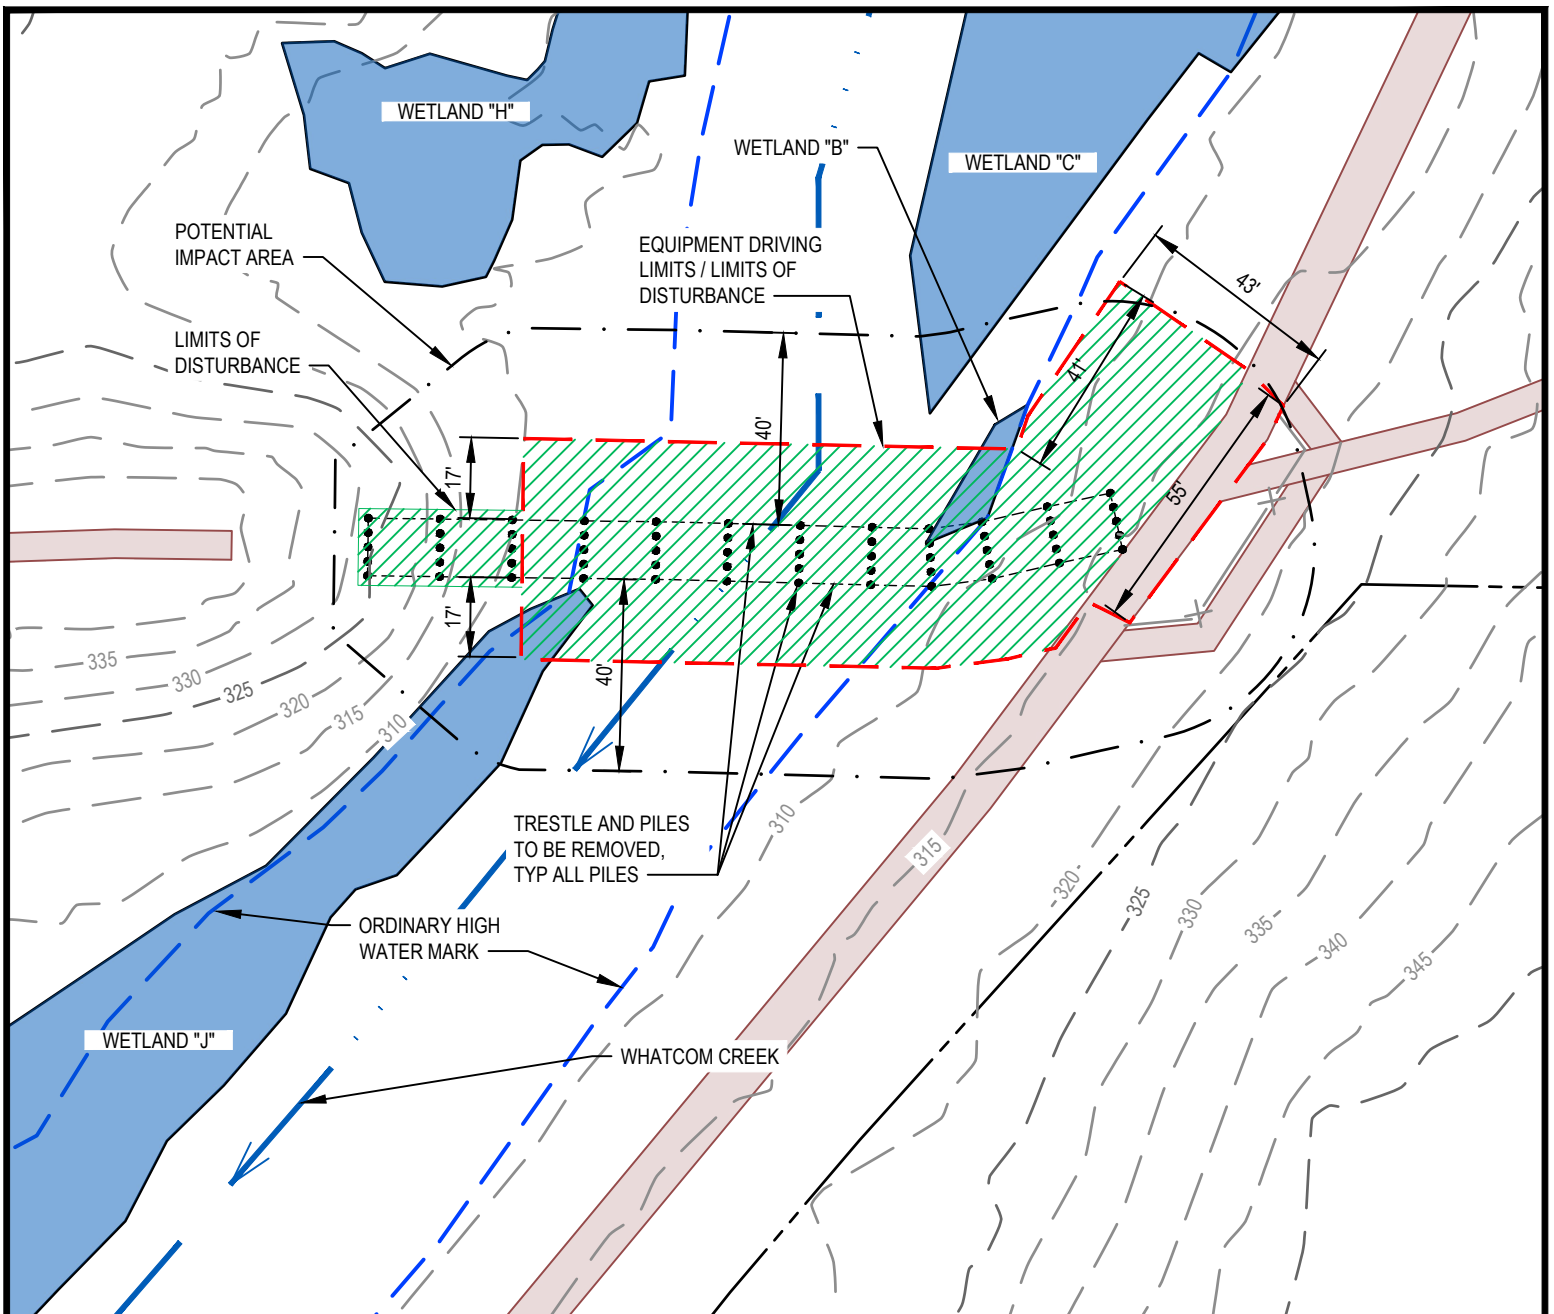 WETLAND "H"
WETLAND "B"
WETLAND "C"
POTENTIAL
IMPACT AREA
EQUIPMENT DRIVING
LIMITS / LIMITS OF
DISTURBANCE
43'
LIMITS OF
DISTURBANCE
41'
40'
17'
55'
17'
40'
335
330
325
320
315
310
TRESTLE AND PILES
TO BE REMOVED,
TYP ALL PILES
310
315
320
325
330
335
340
345
ORDINARY HIGH
WATER MARK
WETLAND "J"
WHATCOM CREEK